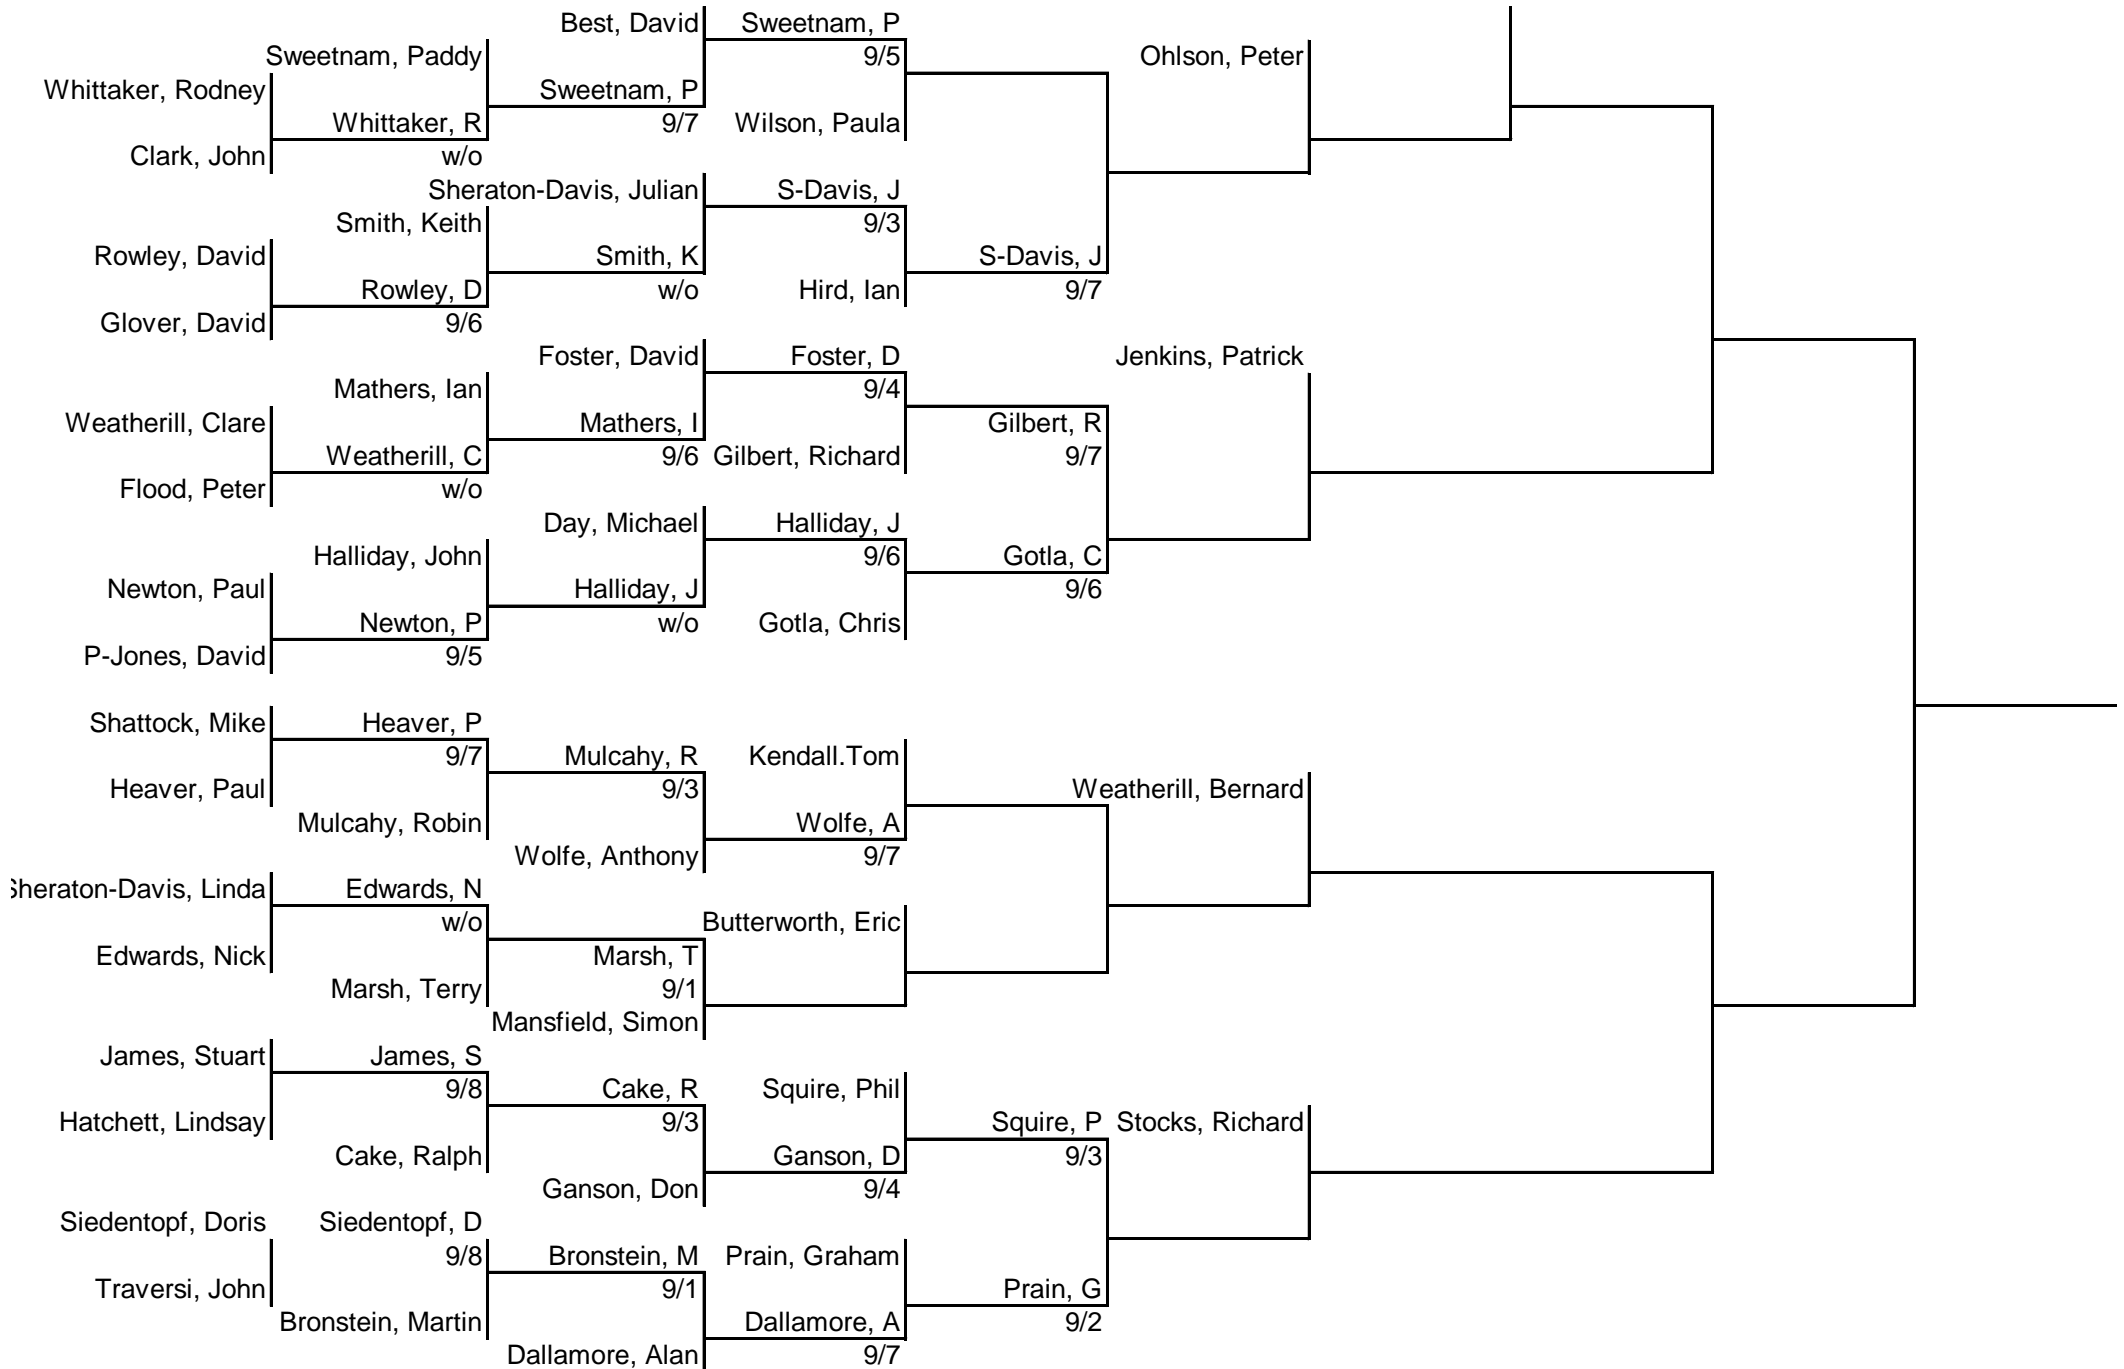 Best, David
Sweetnam, P
Sweetnam, Paddy
9/5
Ohlson, Peter
Whittaker, Rodney
Sweetnam, P
Whittaker, R
9/7
Wilson, Paula
Clark, John
w/o
Sheraton-Davis, Julian
S-Davis, J
Smith, Keith
9/3
Rowley, David
Smith, K
S-Davis, J
Rowley, D
w/o
Hird, Ian
9/7
Glover, David
9/6
Foster, David
Foster, D
Jenkins, Patrick
Mathers, Ian
9/4
Weatherill, Clare
Mathers, I
Gilbert, R
Weatherill, C
9/6
Gilbert, Richard
9/7
Flood, Peter
w/o
Day, Michael
Halliday, J
Halliday, John
9/6
Gotla, C
Newton, Paul
Halliday, J
9/6
Newton, P
w/o
Gotla, Chris
P-Jones, David
9/5
Shattock, Mike
Heaver, P
9/7
Mulcahy, R
Kendall.Tom
Heaver, Paul
9/3
Weatherill, Bernard
Mulcahy, Robin
Wolfe, A
Wolfe, Anthony
9/7
Sheraton-Davis, Linda
Edwards, N
w/o
Butterworth, Eric
Edwards, Nick
Marsh, T
Marsh, Terry
9/1
Mansfield, Simon
James, Stuart
James, S
9/8
Cake, R
Squire, Phil
Hatchett, Lindsay
9/3
Squire, P
Stocks, Richard
Cake, Ralph
Ganson, D
9/3
Ganson, Don
9/4
Siedentopf, Doris
Siedentopf, D
9/8
Bronstein, M
Prain, Graham
Traversi, John
9/1
Prain, G
Bronstein, Martin
Dallamore, A
9/2
Dallamore, Alan
9/7